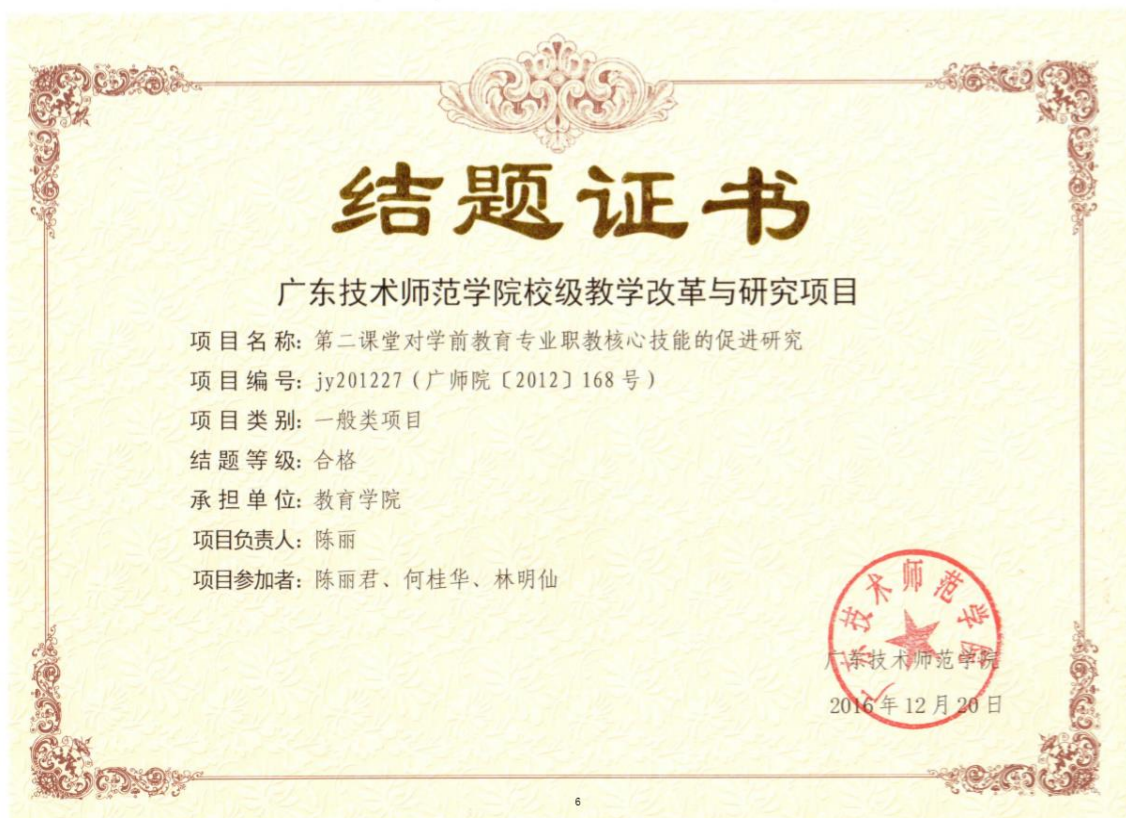 结题证书
广东技术师范学院校级教学改革与研究项目
项目名称：第二课堂对学前教育专业职教核心技能的促进研究
项目编号：jy201227（广师院〔2012〕168号）
项目类别：一般类项目
结题等级：合格
承担单位：教育学院
项目负责人：陈丽
项目参加者：陈丽君、何桂华、林明仙
广东技术师范学院
广东技术师范学院
2016年12月20日
6